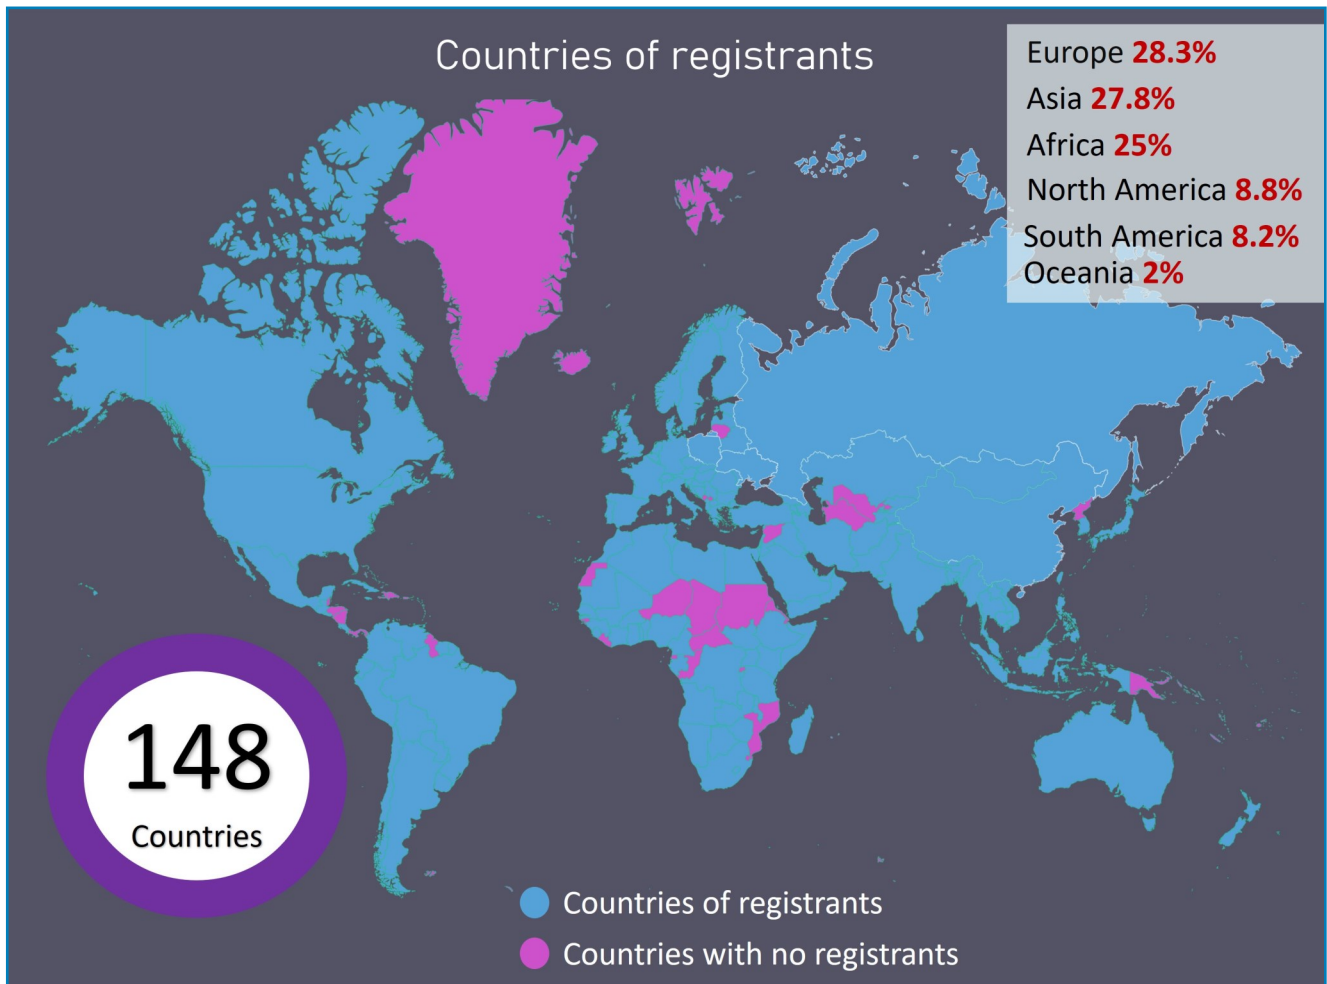 Countries of registrants
Europe 28.3%
Asia 27.8%
Africa 25%
North America 8.8%
South America 8.2%
Oceania 2%
148
Countries
Countries of registrants
Countries with no registrants